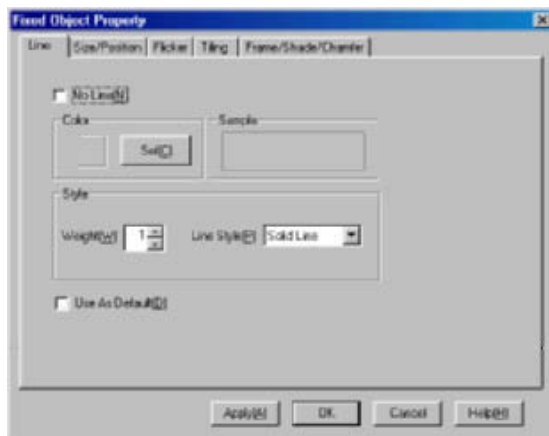 Fixed Object Property
Line Size/Position Flicker Tiling Frame/Shade/Chamfer
No Line(N)
Color Sample
Set(C)
Style
Weight(W) 1 Line Style(P) Solid Line
Use As Default(D)
Apply(A) OK Cancel Help(H)